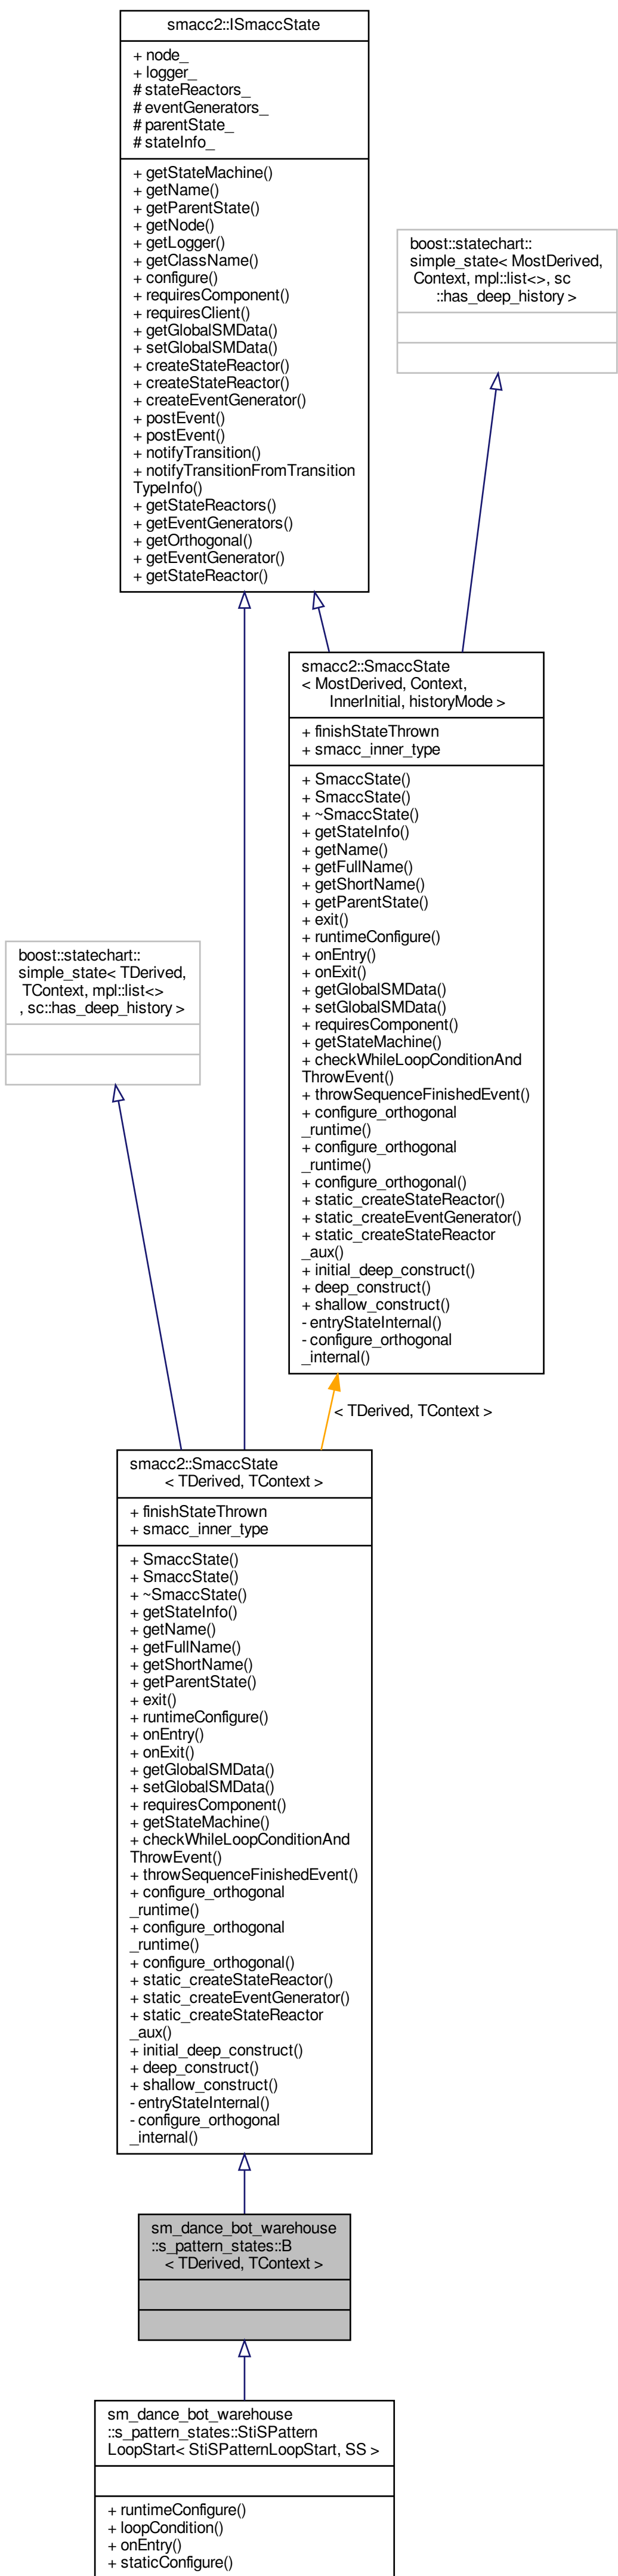 smacc2::ISmaccState
+ node_
+ logger_
# stateReactors_
# eventGenerators_
# parentState_
# stateInfo_
+ getStateMachine()
+ getName()
+ getParentState()
+ getNode()
+ getLogger()
+ getClassName()
+ configure()
+ requiresComponent()
+ requiresClient()
+ getGlobalSMData()
+ setGlobalSMData()
+ createStateReactor()
+ createStateReactor()
+ createEventGenerator()
+ postEvent()
+ postEvent()
+ notifyTransition()
+ notifyTransitionFromTransition
TypeInfo()
+ getStateReactors()
+ getEventGenerators()
+ getOrthogonal()
+ getEventGenerator()
+ getStateReactor()
boost::statechart::
simple_state< MostDerived,
Context, mpl::list<>, sc
::has_deep_history >
smacc2::SmaccState
< MostDerived, Context,
InnerInitial, historyMode >
+ finishStateThrown
+ smacc_inner_type
+ SmaccState()
+ SmaccState()
+ ~SmaccState()
+ getStateInfo()
+ getName()
+ getFullName()
+ getShortName()
+ getParentState()
+ exit()
+ runtimeConfigure()
+ onEntry()
+ onExit()
+ getGlobalSMData()
+ setGlobalSMData()
+ requiresComponent()
+ getStateMachine()
+ checkWhileLoopConditionAnd
ThrowEvent()
+ throwSequenceFinishedEvent()
+ configure_orthogonal
_runtime()
+ configure_orthogonal
_runtime()
+ configure_orthogonal()
+ static_createStateReactor()
+ static_createEventGenerator()
+ static_createStateReactor
_aux()
+ initial_deep_construct()
+ deep_construct()
+ shallow_construct()
- entryStateInternal()
- configure_orthogonal
_internal()
boost::statechart::
simple_state< TDerived,
TContext, mpl::list<>
, sc::has_deep_history >
< TDerived, TContext >
smacc2::SmaccState
< TDerived, TContext >
+ finishStateThrown
+ smacc_inner_type
+ SmaccState()
+ SmaccState()
+ ~SmaccState()
+ getStateInfo()
+ getName()
+ getFullName()
+ getShortName()
+ getParentState()
+ exit()
+ runtimeConfigure()
+ onEntry()
+ onExit()
+ getGlobalSMData()
+ setGlobalSMData()
+ requiresComponent()
+ getStateMachine()
+ checkWhileLoopConditionAnd
ThrowEvent()
+ throwSequenceFinishedEvent()
+ configure_orthogonal
_runtime()
+ configure_orthogonal
_runtime()
+ configure_orthogonal()
+ static_createStateReactor()
+ static_createEventGenerator()
+ static_createStateReactor
_aux()
+ initial_deep_construct()
+ deep_construct()
+ shallow_construct()
- entryStateInternal()
- configure_orthogonal
_internal()
sm_dance_bot_warehouse
::s_pattern_states::B
< TDerived, TContext >
sm_dance_bot_warehouse
::s_pattern_states::StiSPattern
LoopStart< StiSPatternLoopStart, SS >
+ runtimeConfigure()
+ loopCondition()
+ onEntry()
+ staticConfigure()